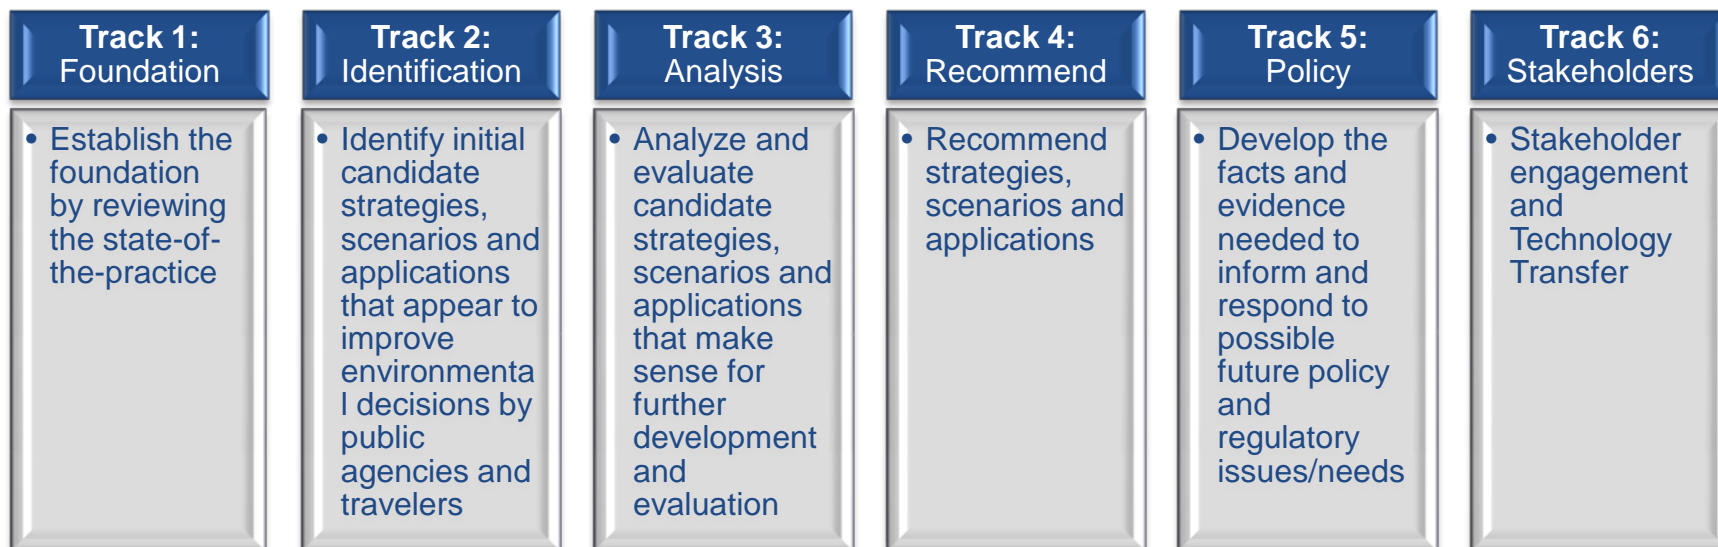 Track 1:
Foundation
• Establish the
foundation
by reviewing
the state-of-
the-practice
Track 2:
Identification
• Identify initial
candidate
strategies,
scenarios and
applications
that appear to
improve
environmenta
l decisions by
public
agencies and
travelers
Track 3:
Analysis
• Analyze and
evaluate
candidate
strategies,
scenarios and
applications
that make
sense for
further
development
and
evaluation
Track 4:
Recommend
• Recommend
strategies,
scenarios and
applications
Track 5:
Policy
• Develop the
facts and
evidence
needed to
inform and
respond to
possible
future policy
and
regulatory
issues/needs
Track 6:
Stakeholders
• Stakeholder
engagement
and
Technology
Transfer